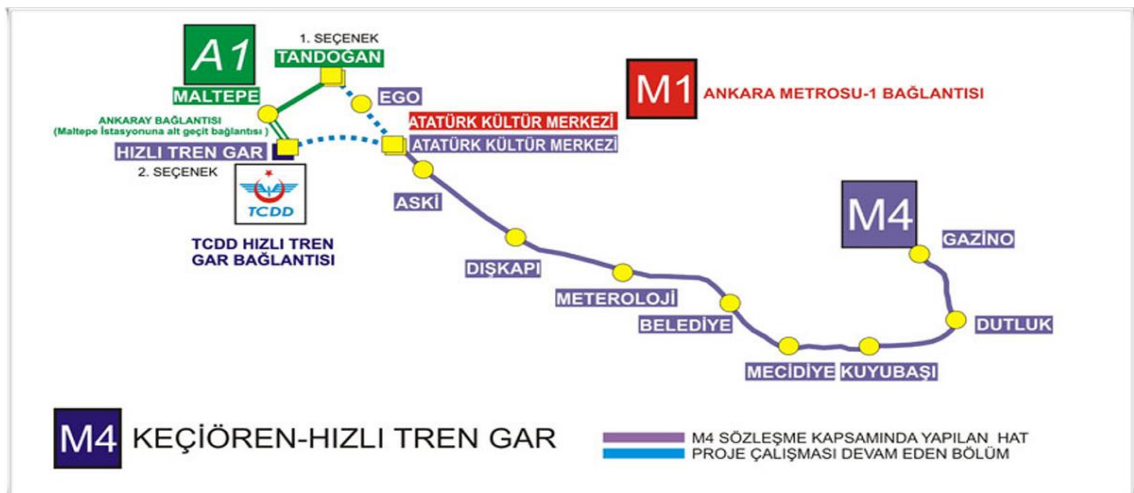 A1
1. SEÇENEK
TANDOĞAN
MALTEPE
EGO
M1 ANKARA METROSU-1 BAĞLANTISI
ANKARAY BAĞLANTISI
(Maltepe İstasyonuna alt geçit bağlantısı )
ATATÜRK KÜLTÜR MERKEZİ
HIZLI TREN GAR
ATATÜRK KÜLTÜR MERKEZİ
2. SEÇENEK
TCDD
ASKİ
M4
GAZİNO
TCDD HIZLI TREN
GAR BAĞLANTISI
DIŞKAPI
METEROLOJİ
BELEDİYE
DUTLUK
MECİDİYE
KUYUBAŞI
M4 KEÇİÖREN-HIZLI TREN GAR
M4 SÖZLEŞME KAPSAMINDA YAPILAN HAT
PROJE ÇALIŞMASI DEVAM EDEN BÖLÜM